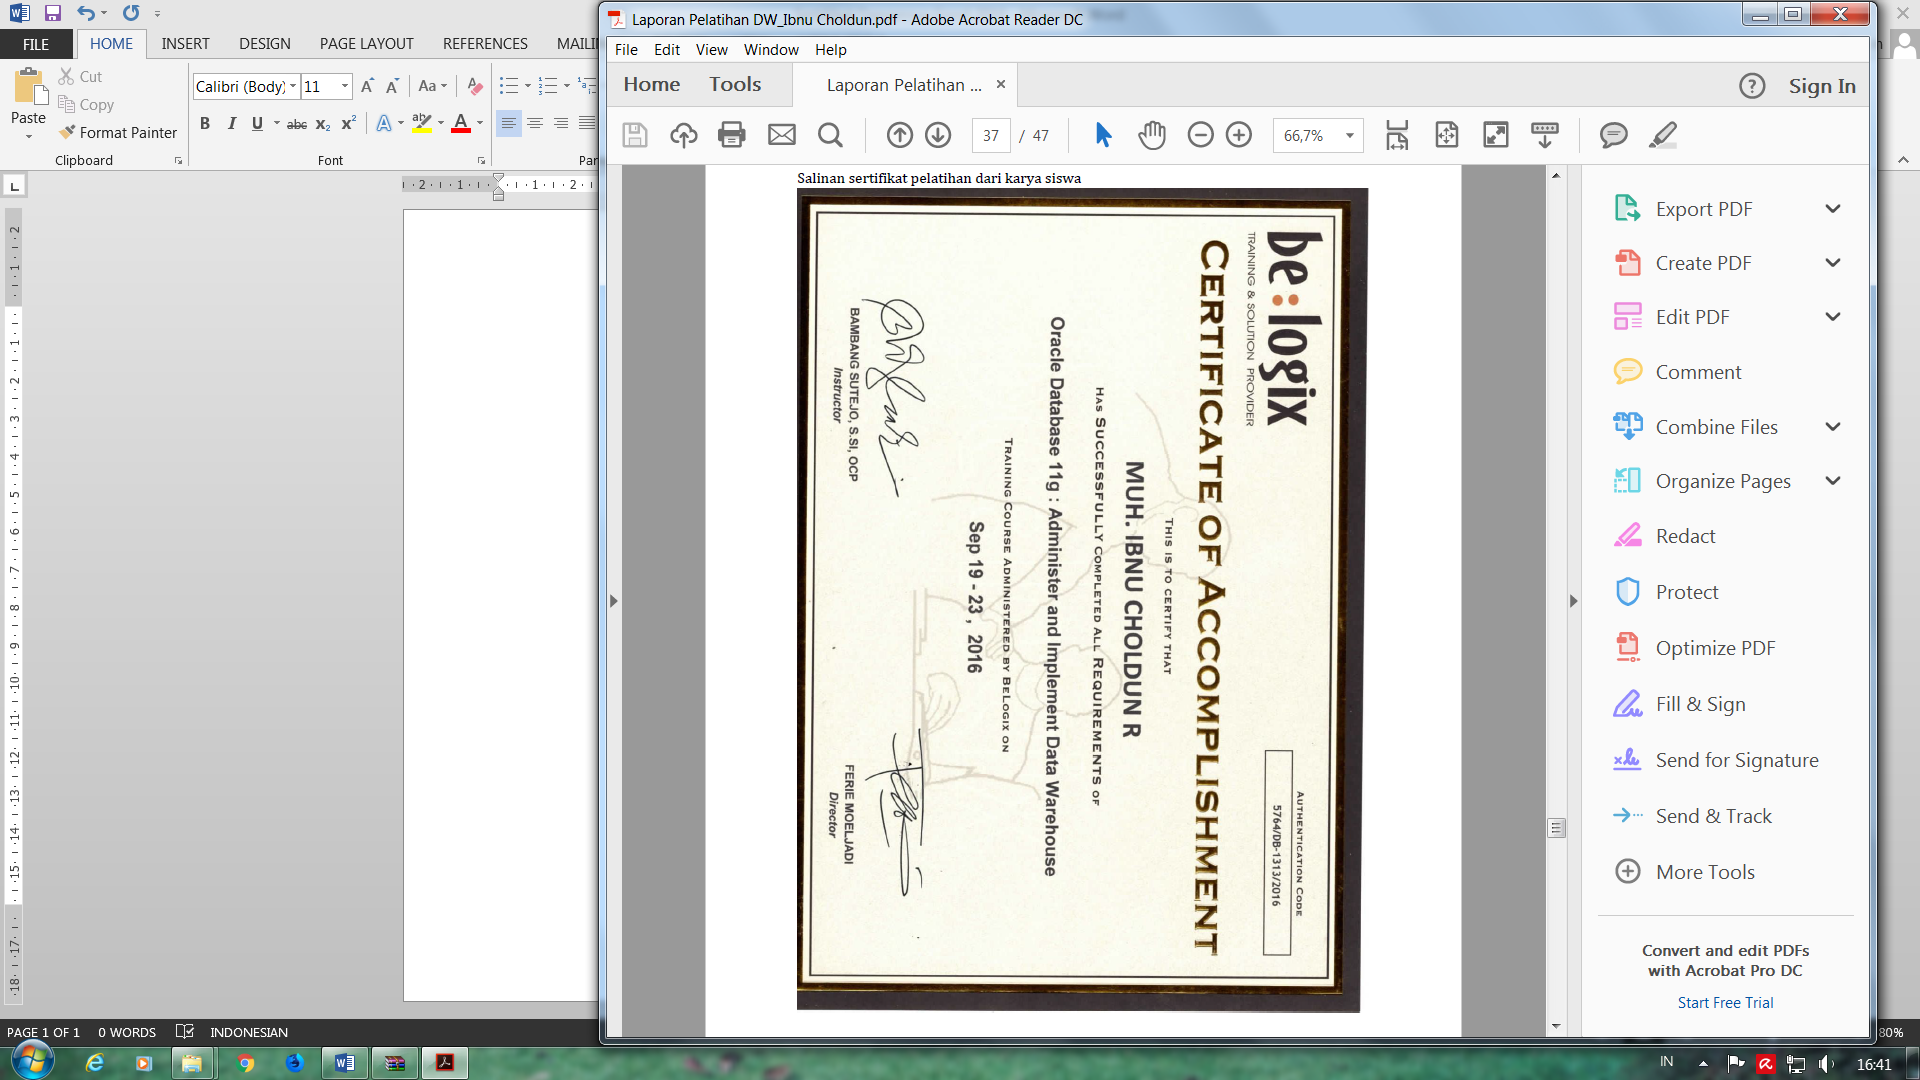 FILE
HOME
INSERT
DESIGN
PAGE LAYOUT
REFERENCES
MAILIN
Cut
Copy
Format Painter
Paste
Clipboard
Calibri (Body)
11
Font
PAGE 1 OF 1
0 WORDS
INDONESIAN
80%
Laporan Pelatihan DW_Ibnu Choldun.pdf - Adobe Acrobat Reader DC
File Edit View Window Help
Home
Tools
Laporan Pelatihan ...
Sign In
37 / 47
66,7%
Salinan sertifikat pelatihan dari karya siswa
be:logix
TRAINING & SOLUTION PROVIDER
AUTHENTICATION CODE
5764/DB-1313/2016
CERTIFICATE OF ACCOMPLISHMENT
THIS IS TO CERTIFY THAT
MUH. IBNU CHOLDUN R
HAS SUCCESSFULLY COMPLETED ALL REQUIREMENTS OF
Oracle Database 11g : Administer and Implement Data Warehouse
TRAINING COURSE ADMINISTERED BY BELOGIX ON
Sep 19 - 23 , 2016
BAMBANG SUTEJO, S.SI, OCP
Instructor
FERIE MOELJADI
Director
Export PDF
Create PDF
Edit PDF
Comment
Combine Files
Organize Pages
Redact
Protect
Optimize PDF
Fill & Sign
Send for Signature
Send & Track
More Tools
Convert and edit PDFs
with Acrobat Pro DC
Start Free Trial
IN
16:41